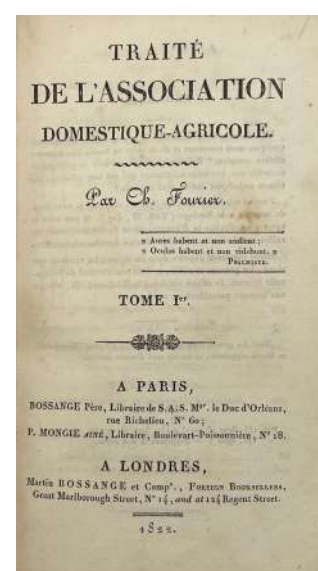 TRAITÉ
DE L'ASSOCIATION
DOMESTIQUE-AGRICOLE.
Par Ch. Fourier.
» Aures habent et non audient ;
» Oculos habent et non videbunt. »
PSALMISTE.
TOME Ier.
A PARIS,
BOSSANGE Père, Libraire de S. A. S. Mgr. le Duc d'Orléans,
rue Richelieu, N° 60 ;
P. MONGIE AINÉ, Libraire, Boulevart-Poissonnière, N° 18.
A LONDRES,
Martin BOSSANGE et Compe., FOREIGN BOOKSELLERS,
Great Marlborough Street, N° 14, and at 124 Regent Street.
1822.